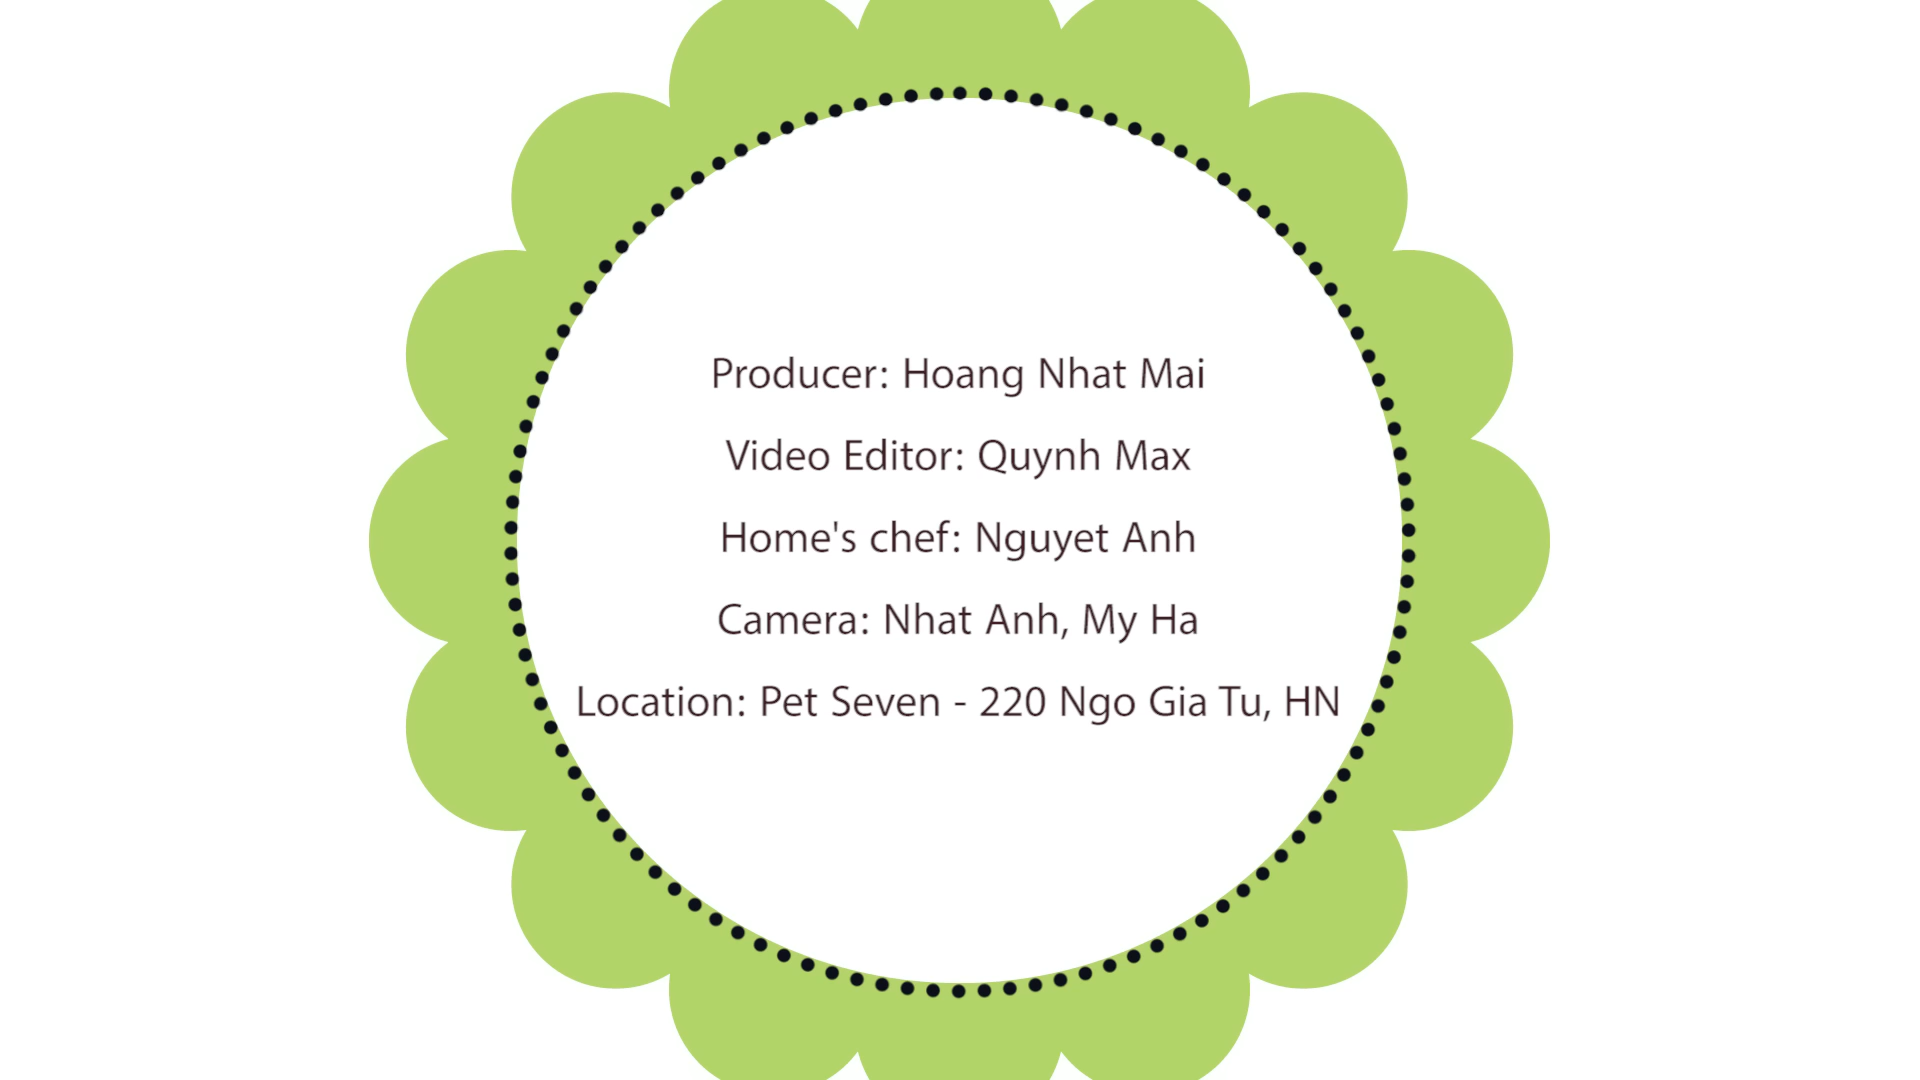 Producer: Hoang Nhat Mai
Video Editor: Quynh Max
Home's chef: Nguyet Anh
Camera: Nhat Anh, My Ha
Location: Pet Seven - 220 Ngo Gia Tu, HN